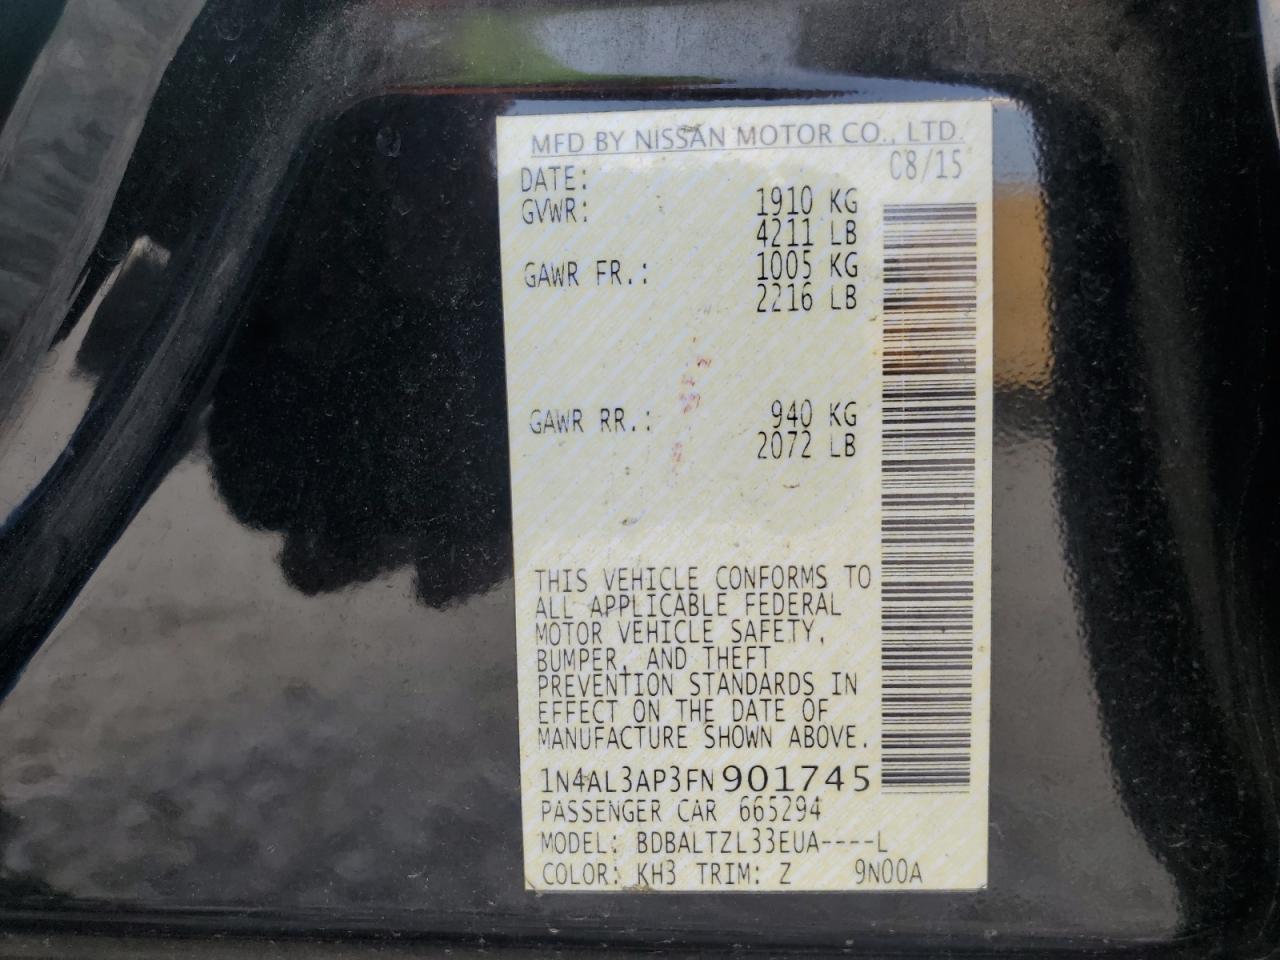 MFD BY NISSAN MOTOR CO., LTD.
DATE: 08/15
GVWR: 1910 KG
4211 LB
GAWR FR.: 1005 KG
2216 LB
GAWR RR.: 940 KG
2072 LB
THIS VEHICLE CONFORMS TO
ALL APPLICABLE FEDERAL
MOTOR VEHICLE SAFETY,
BUMPER, AND THEFT
PREVENTION STANDARDS IN
EFFECT ON THE DATE OF
MANUFACTURE SHOWN ABOVE.
1N4AL3AP3FN901745
PASSENGER CAR 665294
MODEL: BDBALTZL33EUA----L
COLOR: KH3 TRIM: Z 9N00A